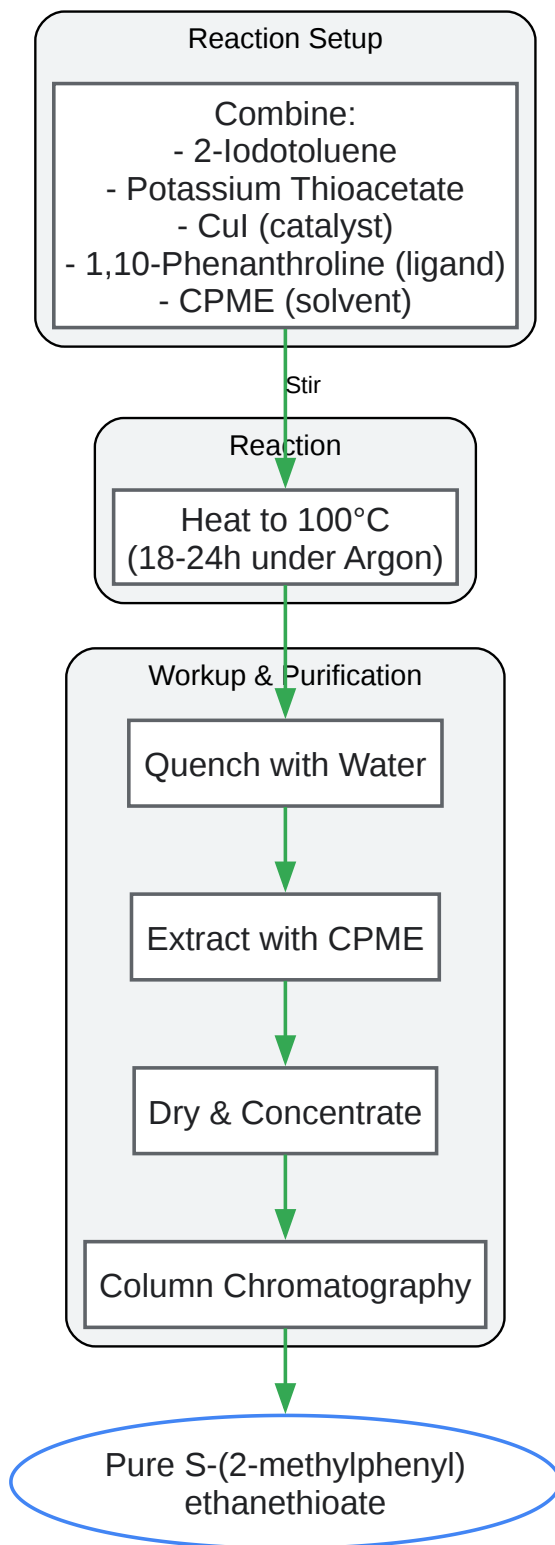 Reaction Setup
Combine:
- 2-Iodotoluene
- Potassium Thioacetate
- CuI (catalyst)
- 1,10-Phenanthroline (ligand)
- CPME (solvent)
Stir
Reaction
Heat to 100°C
(18-24h under Argon)
Workup & Purification
Quench with Water
Extract with CPME
Dry & Concentrate
Column Chromatography
Pure S-(2-methylphenyl)
ethanethioate